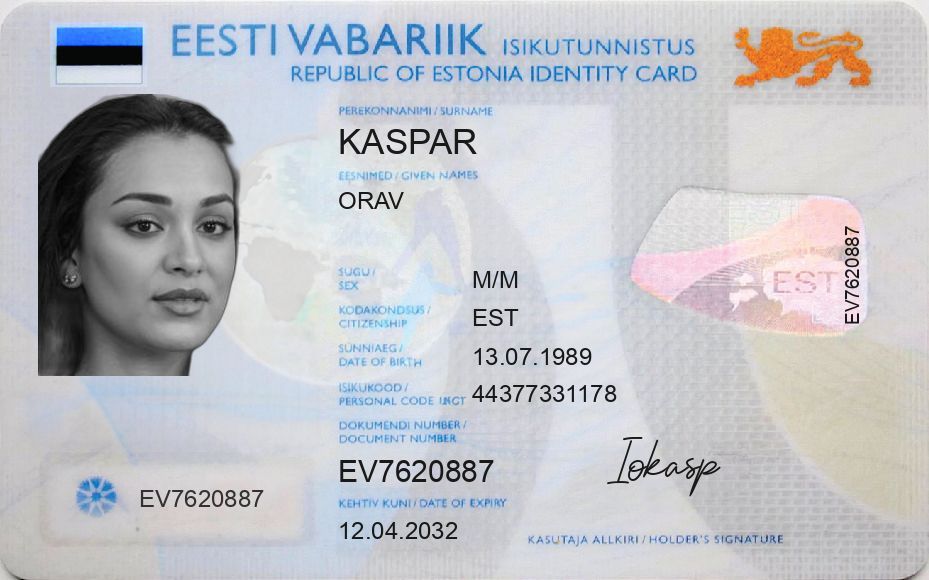 EESTI VABARIIK ISIKUTUNNISTUS
REPUBLIC OF ESTONIA IDENTITY CARD
PEREKONNANIMI / SURNAME
KASPAR
EESNIMED / GIVEN NAMES
ORAV
SUGU /
SEX
M/M
KODAKONDSUS /
CITIZENSHIP
EST
SÜNNIAEG /
DATE OF BIRTH
13.07.1989
ISIKUKOOD /
PERSONAL CODE
44377331178
DOKUMENDI NUMBER /
DOCUMENT NUMBER
EV7620887
KEHTIV KUNI / DATE OF EXPIRY
12.04.2032
EV7620887
EST
EV7620887
Iokasp
KASUTAJA ALLKIRI / HOLDER'S SIGNATURE